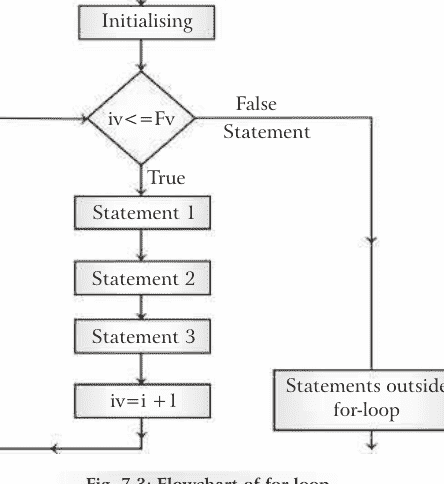 Initialising
iv<=Fv
False
Statement
True
Statement 1
Statement 2
Statement 3
iv=i +1
Statements outside
for-loop
Fig. 7.3: Flowchart of for loop